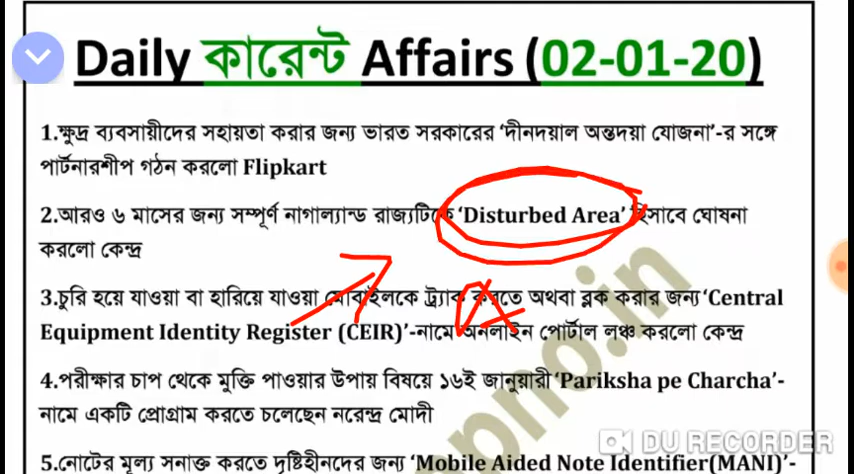 Daily কারেন্ট Affairs (02-01-20)
1.ক্ষুদ্র ব্যবসায়ীদের সহায়তা করার জন্য ভারত সরকারের ‘দীনদয়াল অন্তদয়া যোজনা’-র সঙ্গে
পার্টনারশীপ গঠন করলো Flipkart
2.আরও ৬ মাসের জন্য সম্পূর্ণ নাগাল্যান্ড রাজ্যটিকে ‘Disturbed Area’ হিসাবে ঘোষনা
করলো কেন্দ্র
3.চুরি হয়ে যাওয়া বা হারিয়ে যাওয়া মোবাইলকে ট্র্যাক করতে অথবা ব্লক করার জন্য ‘Central
Equipment Identity Register (CEIR)’-নামে অনলাইন পোর্টাল লঞ্চ করলো কেন্দ্র
4.পরীক্ষার চাপ থেকে মুক্তি পাওয়ার উপায় বিষয়ে ১৬ই জানুয়ারী ‘Pariksha pe Charcha’-
নামে একটি প্রোগ্রাম করতে চলেছেন নরেন্দ্র মোদী
5.নোটের মূল্য সনাক্ত করতে দৃষ্টিহীনদের জন্য ‘Mobile Aided Note Identifier(MAND)’-
DU RECORDER